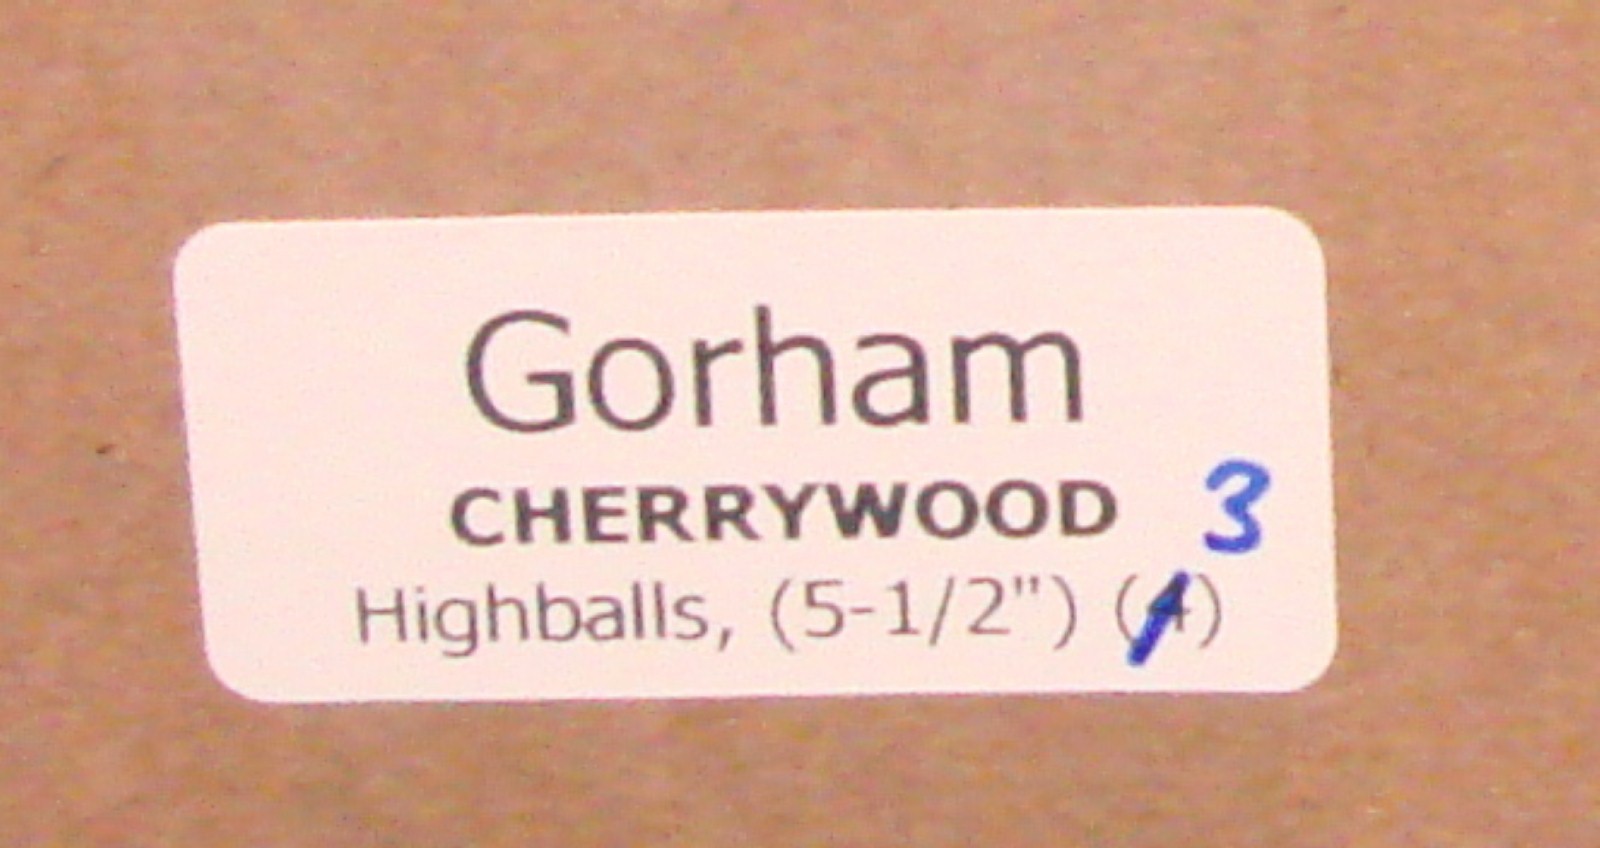 Gorham
CHERRYWOOD 3
Highballs, (5-1/2") (4)